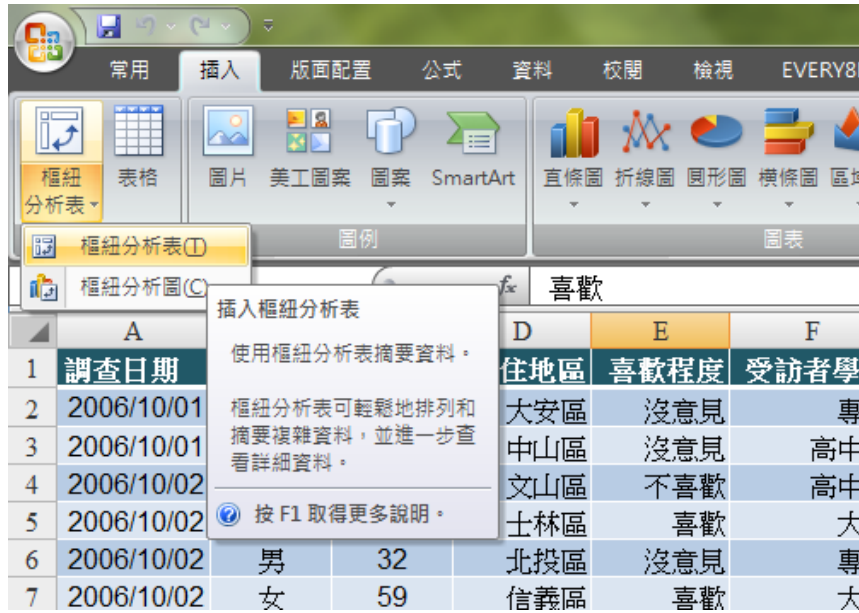 常用 插入 版面配置 公式 資料 校閱 檢視 EVERY8
樞紐
分析表 表格 圖片 美工圖案 圖案 SmartArt 直條圖 折線圖 圓形圖 橫條圖 區域
圖例 圖表
樞紐分析表(T)
樞紐分析圖(C)
fx 喜歡
插入樞紐分析表
使用樞紐分析表摘要資料。
樞紐分析表可輕鬆地排列和
摘要複雜資料，並進一步查
看詳細資料。
按 F1 取得更多說明。
A D E F
1 調查日期 住地區 喜歡程度 受訪者學
2 2006/10/01 大安區 沒意見 專
3 2006/10/01 中山區 沒意見 高中
4 2006/10/02 文山區 不喜歡 高中
5 2006/10/02 士林區 喜歡 大
6 2006/10/02 男 32 北投區 沒意見 專
7 2006/10/02 女 59 信義區 喜歡 大